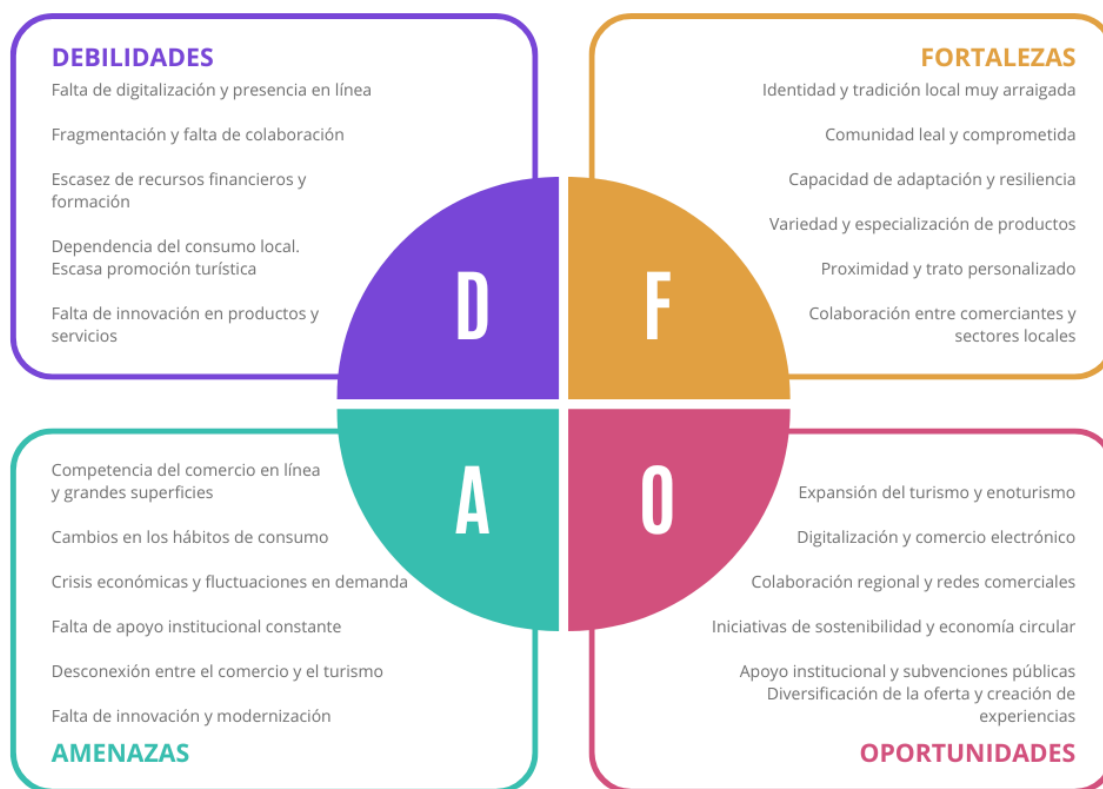 DEBILIDADES
Falta de digitalización y presencia en línea
Fragmentación y falta de colaboración
Escasez de recursos financieros y
formación
Dependencia del consumo local.
Escasa promoción turística
Falta de innovación en productos y
servicios
FORTALEZAS
Identidad y tradición local muy arraigada
Comunidad leal y comprometida
Capacidad de adaptación y resiliencia
Variedad y especialización de productos
Proximidad y trato personalizado
Colaboración entre comerciantes y
sectores locales
D
F
A
O
Competencia del comercio en línea
y grandes superficies
Cambios en los hábitos de consumo
Crisis económicas y fluctuaciones en demanda
Falta de apoyo institucional constante
Desconexión entre el comercio y el turismo
Falta de innovación y modernización
AMENAZAS
Expansión del turismo y enoturismo
Digitalización y comercio electrónico
Colaboración regional y redes comerciales
Iniciativas de sostenibilidad y economía circular
Apoyo institucional y subvenciones públicas
Diversificación de la oferta y creación de
experiencias
OPORTUNIDADES